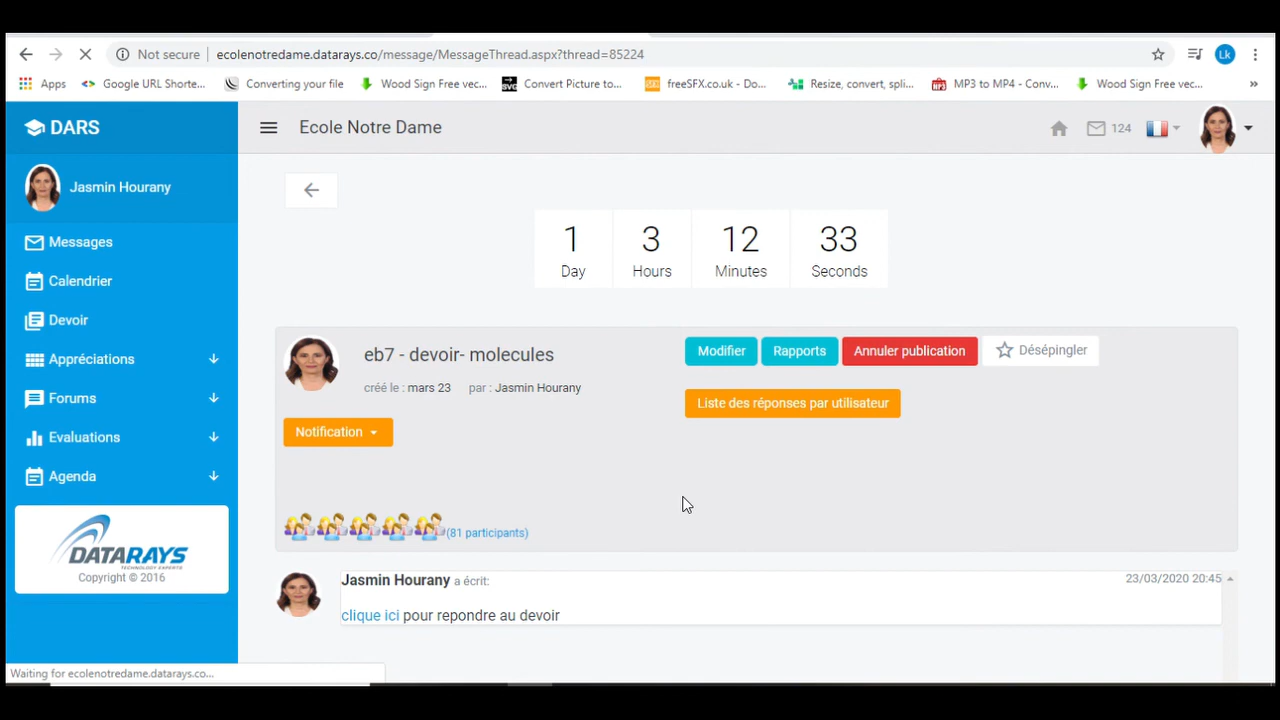 Not secure | ecolenotredame.datarays.co/message/MessageThread.aspx?thread=85224
Lk
Apps Google URL Shorte... Converting your file Wood Sign Free vec... Convert Picture to... freeSFX.co.uk - Do... Resize, convert, spli... MP3 to MP4 - Conv... Wood Sign Free vec... »
DARS
Ecole Notre Dame
124
Jasmin Hourany
Messages
Calendrier
Devoir
Appréciations
Forums
Evaluations
Agenda
DATARAYS
TECHNOLOGY EXPERTS
Copyright © 2016
1 3 12 33
Day Hours Minutes Seconds
eb7 - devoir- molecules
créé le : mars 23 par : Jasmin Hourany
Modifier Rapports Annuler publication Désépingler
Liste des réponses par utilisateur
Notification
(81 participants)
Jasmin Hourany a écrit:
23/03/2020 20:45
clique ici pour repondre au devoir
Waiting for ecolenotredame.datarays.co...